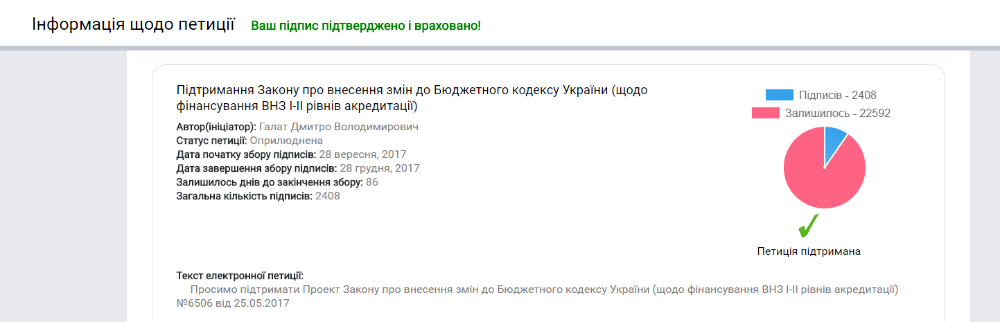 Інформація щодо петиції Ваш підпис підтверджено і враховано!
Підтримання Закону про внесення змін до Бюджетного кодексу України (щодо
фінансування ВНЗ І-ІІ рівнів акредитації)
Автор(ініціатор): Галат Дмитро Володимирович
Статус петиції: Оприлюднена
Дата початку збору підписів: 28 вересня, 2017
Дата завершення збору підписів: 28 грудня, 2017
Залишилось днів до закінчення збору: 86
Загальна кількість підписів: 2408
Підписів - 2408
Залишилось - 22592
Петиція підтримана
Текст електронної петиції:
Просимо підтримати Проект Закону про внесення змін до Бюджетного кодексу України (щодо фінансування ВНЗ І-ІІ рівнів акредитації)
№6506 від 25.05.2017